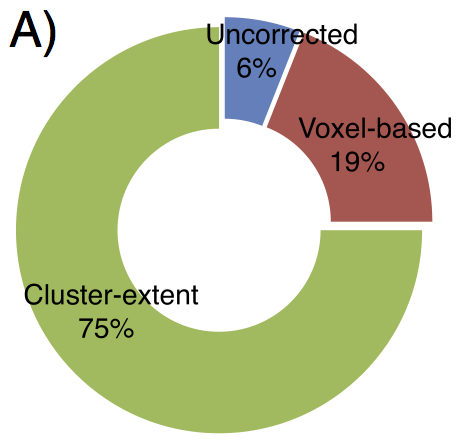 A)
Uncorrected
6%
Voxel-based
19%
Cluster-extent
75%